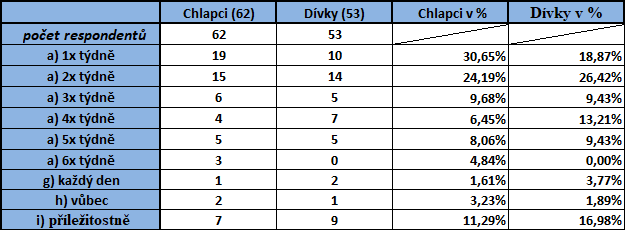 Chlapci (62) Dívky (53) Chlapci v % Dívky v %
počet respondentů 62 53
a) 1x týdně 19 10 30,65% 18,87%
a) 2x týdně 15 14 24,19% 26,42%
a) 3x týdně 6 5 9,68% 9,43%
a) 4x týdně 4 7 6,45% 13,21%
a) 5x týdně 5 5 8,06% 9,43%
a) 6x týdně 3 0 4,84% 0,00%
g) každý den 1 2 1,61% 3,77%
h) vůbec 2 1 3,23% 1,89%
i) příležitostně 7 9 11,29% 16,98%